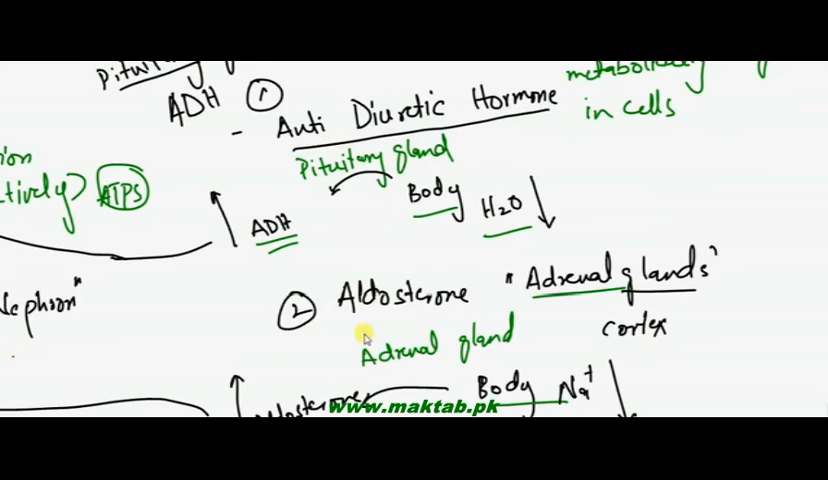 metabolically
ADH ①
in cells
- Anti Diuretic Hormone
Pituitary gland
ATPS
Body H2O
ADH
② Aldosterone "Adrenal glands"
cortex
Adrenal gland
Body Na+
www.maktab.pk